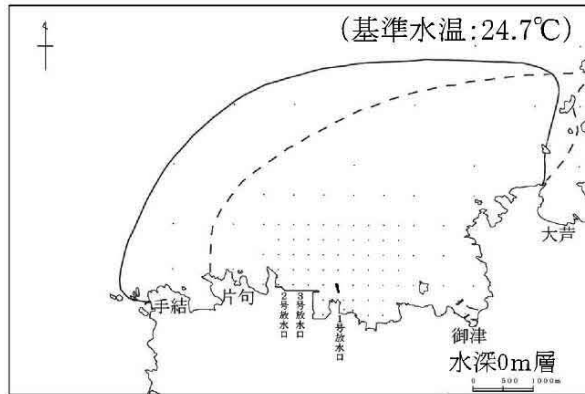 (基準水温:24.7℃)
大芦
手結
片句
2号放水口
3号放水口
1号放水口
御津
水深0m層
0 500 1000m